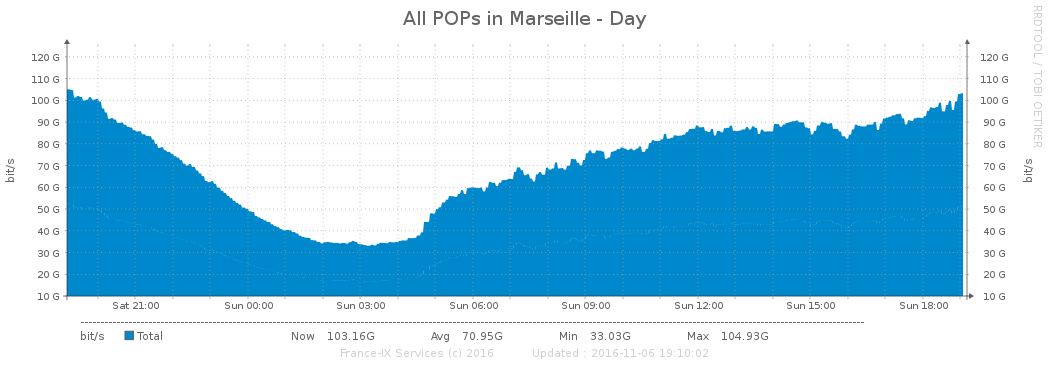 All POPs in Marseille - Day
RRDTOOL / TOBI OETIKER
bit/s
120 G
110 G
100 G
90 G
80 G
70 G
60 G
50 G
40 G
30 G
20 G
10 G
120 G
110 G
100 G
90 G
80 G
70 G
60 G
50 G
40 G
30 G
20 G
10 G
bit/s
Sat 21:00 Sun 00:00 Sun 03:00 Sun 06:00 Sun 09:00 Sun 12:00 Sun 15:00 Sun 18:00
bit/s Total Now 103.16G Avg 70.95G Min 33.03G Max 104.93G
France-IX Services (c) 2016 Updated : 2016-11-06 19:10:02